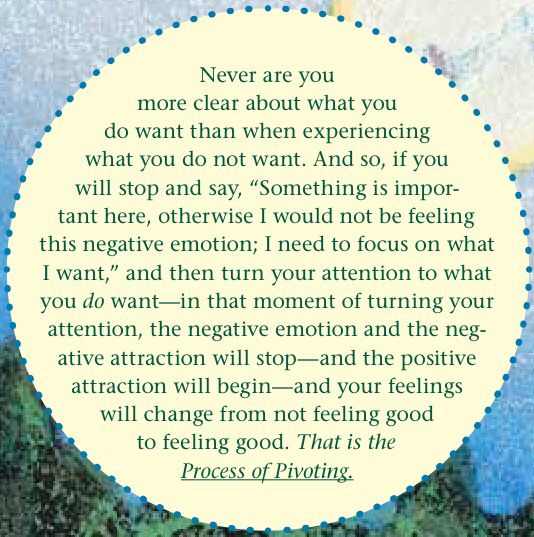 Never are you
more clear about what you
do want than when experiencing
what you do not want. And so, if you
will stop and say, “Something is impor-
tant here, otherwise I would not be feeling
this negative emotion; I need to focus on what
I want,” and then turn your attention to what
you do want—in that moment of turning your
attention, the negative emotion and the neg-
ative attraction will stop—and the positive
attraction will begin—and your feelings
will change from not feeling good
to feeling good. That is the
Process of Pivoting.